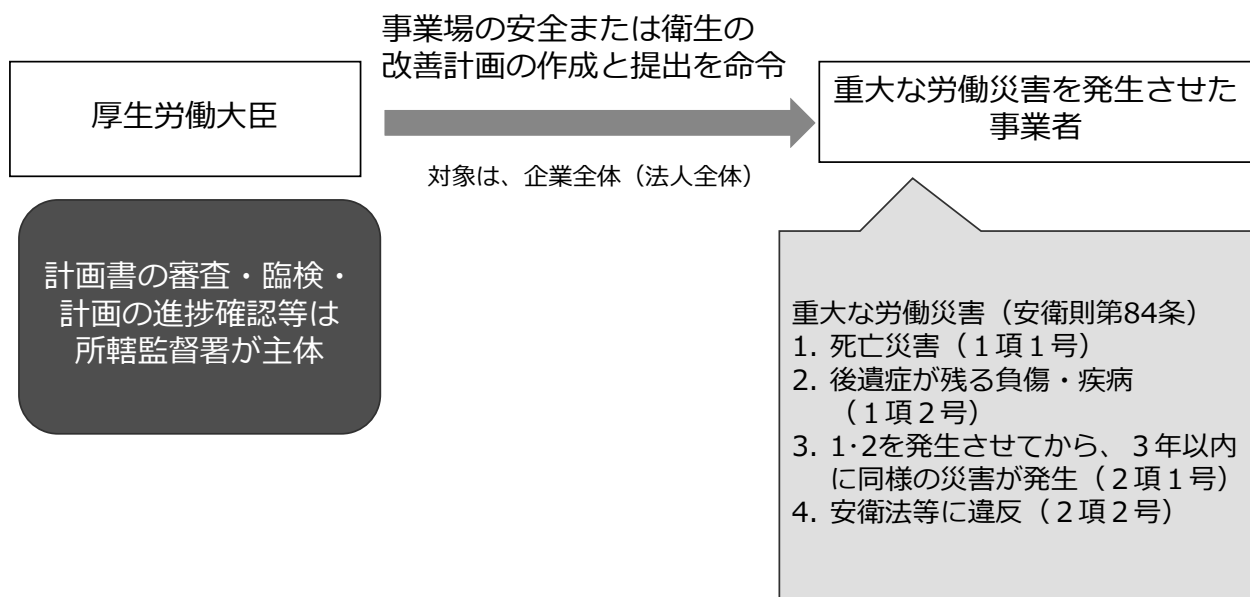 事業場の安全または衛生の
改善計画の作成と提出を命令
厚生労働大臣
重大な労働災害を発生させた
事業者
対象は、企業全体（法人全体）
計画書の審査・臨検・
計画の進捗確認等は
所轄監督署が主体
重大な労働災害（安衛則第84条）
1. 死亡災害（１項１号）
2. 後遺症が残る負傷・疾病
（１項２号）
3. 1･2を発生させてから、３年以内
に同様の災害が発生（２項１号）
4. 安衛法等に違反（２項２号）